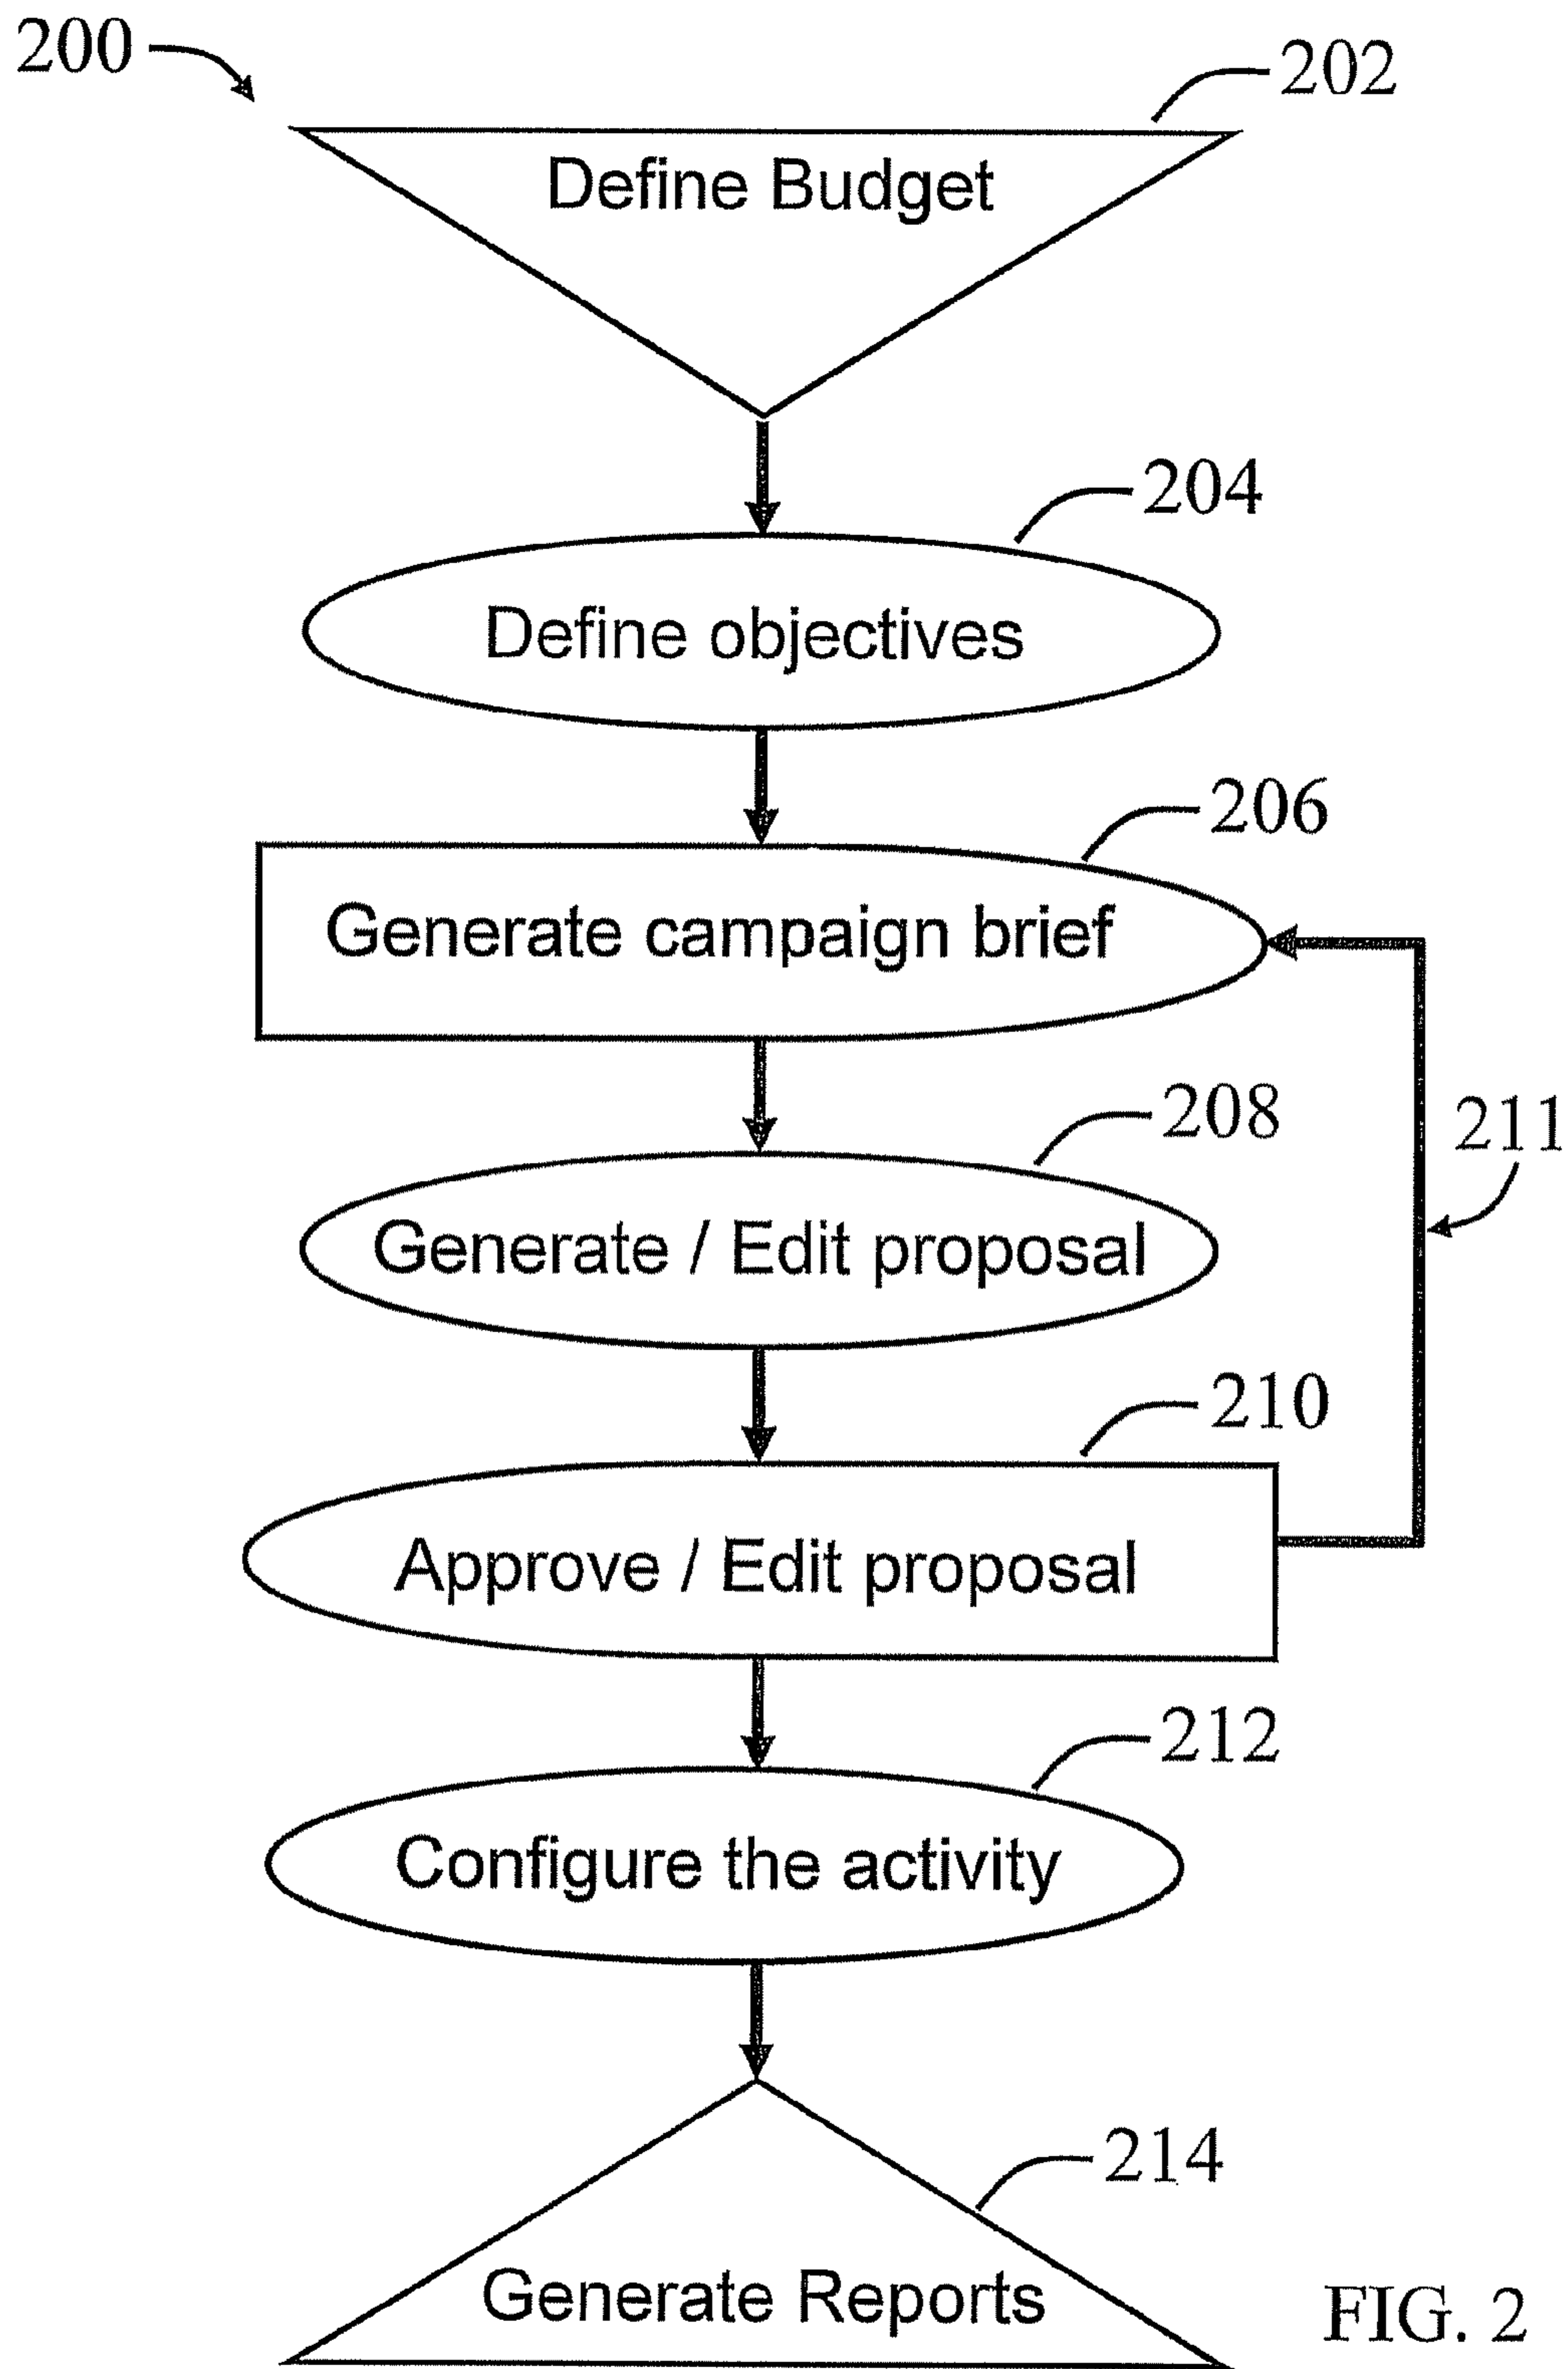 200
202
Define Budget
204
Define objectives
206
Generate campaign brief
208
211
Generate / Edit proposal
210
Approve / Edit proposal
212
Configure the activity
214
Generate Reports
FIG. 2